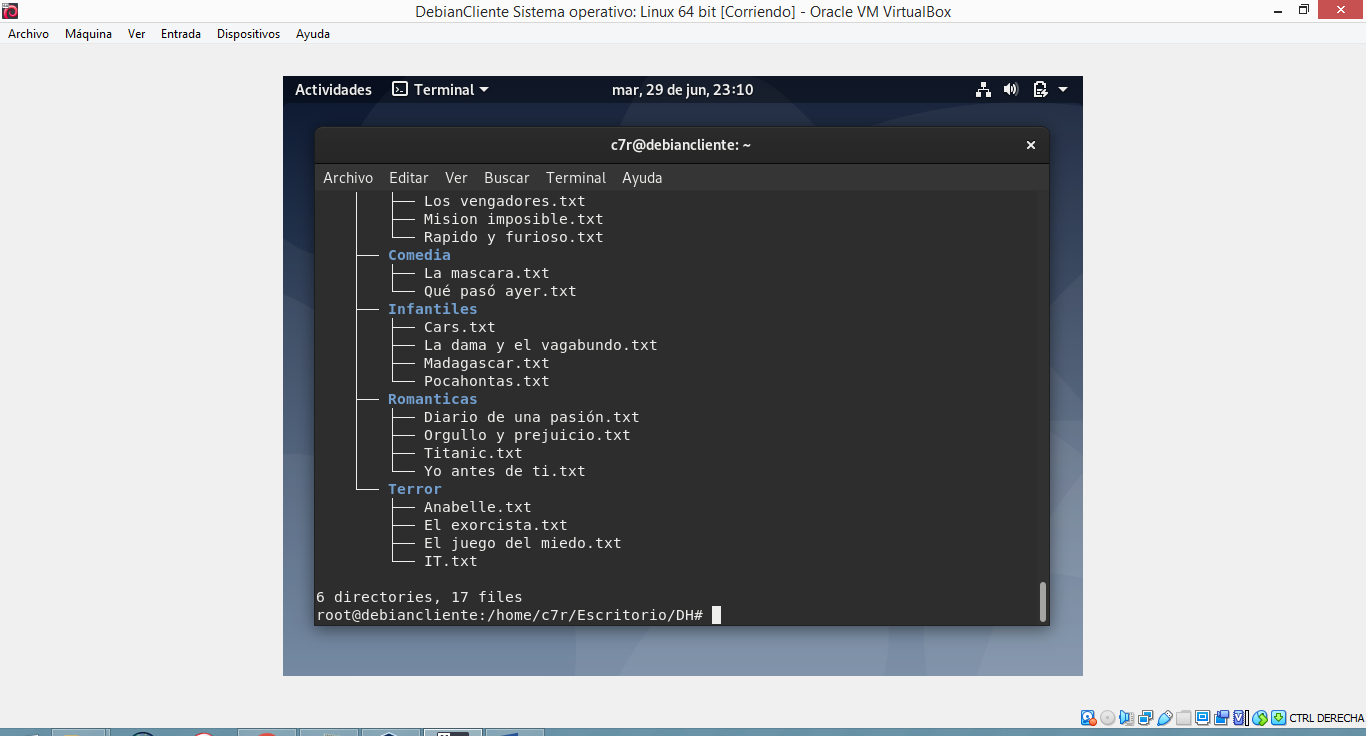 DebianCliente Sistema operativo: Linux 64 bit [Corriendo] - Oracle VM VirtualBox
Archivo Máquina Ver Entrada Dispositivos Ayuda
Actividades Terminal mar, 29 de jun, 23:10
c7r@debiancliente: ~
Archivo Editar Ver Buscar Terminal Ayuda
Los vengadores.txt
Mision imposible.txt
Rapido y furioso.txt
Comedia
La mascara.txt
Qué pasó ayer.txt
Infantiles
Cars.txt
La dama y el vagabundo.txt
Madagascar.txt
Pocahontas.txt
Romanticas
Diario de una pasión.txt
Orgullo y prejuicio.txt
Titanic.txt
Yo antes de ti.txt
Terror
Anabelle.txt
El exorcista.txt
El juego del miedo.txt
IT.txt
6 directories, 17 files
root@debiancliente:/home/c7r/Escritorio/DH#
CTRL DERECHA